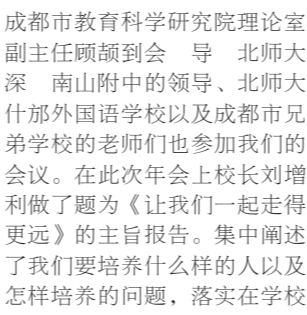 成都市教育科学研究院理论室
副主任顾颉到会 导 北师大
深 南山附中的领导、北师大
什邡外国语学校以及成都市兄
弟学校的老师们也参加我们的
会议。在此次年会上校长刘增
利做了题为《让我们一起走得
更远》的主旨报告。集中阐述
了我们要培养什么样的人以及
怎样培养的问题，落实在学校